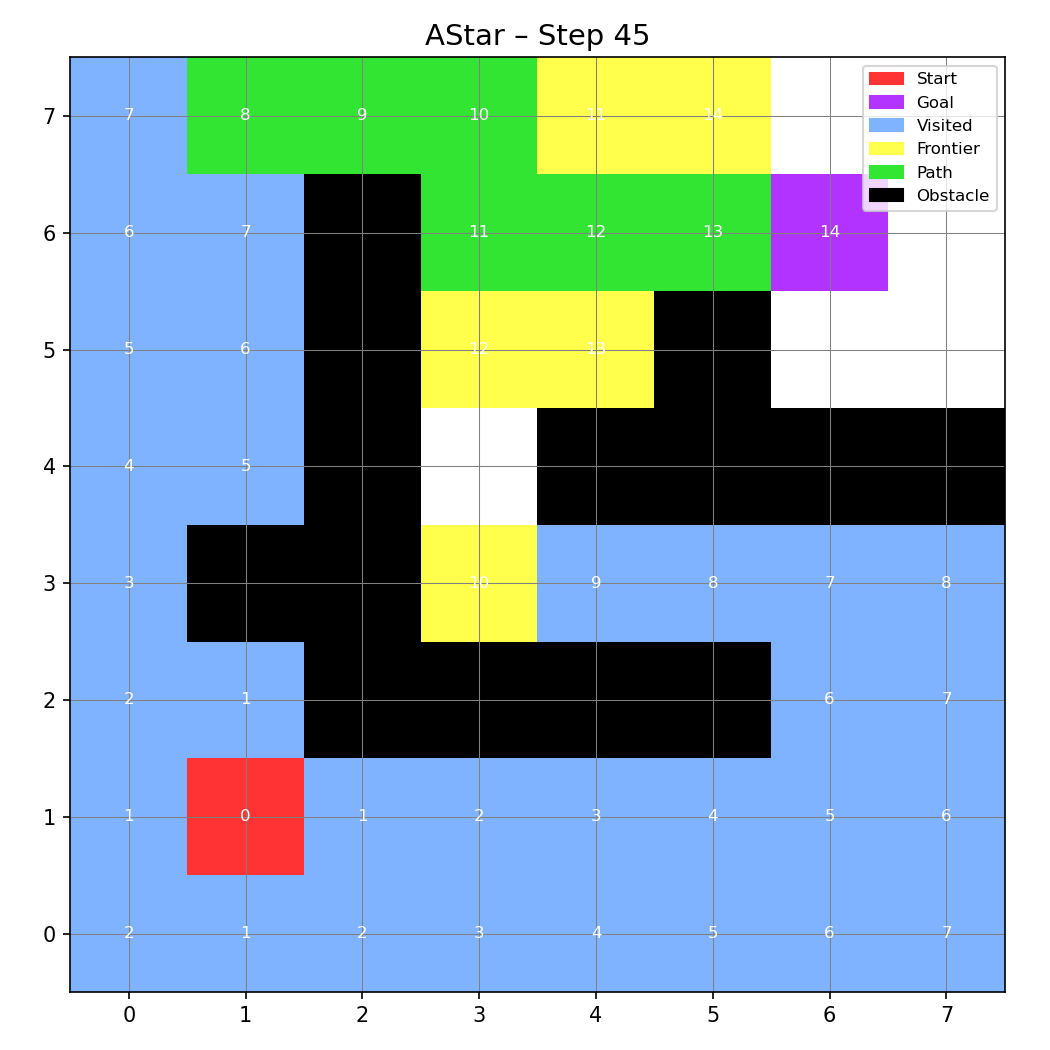 AStar – Step 45
Start
Goal
Visited
Frontier
Path
Obstacle
7 7 8 9 10 11 14
6 6 7 11 12 13 14
5 5 6 12 13
4 4 5
3 3 10 9 8 7 8
2 2 1 6 7
1 1 0 1 2 3 4 5 6
0 2 1 2 3 4 5 6 7
0 1 2 3 4 5 6 7